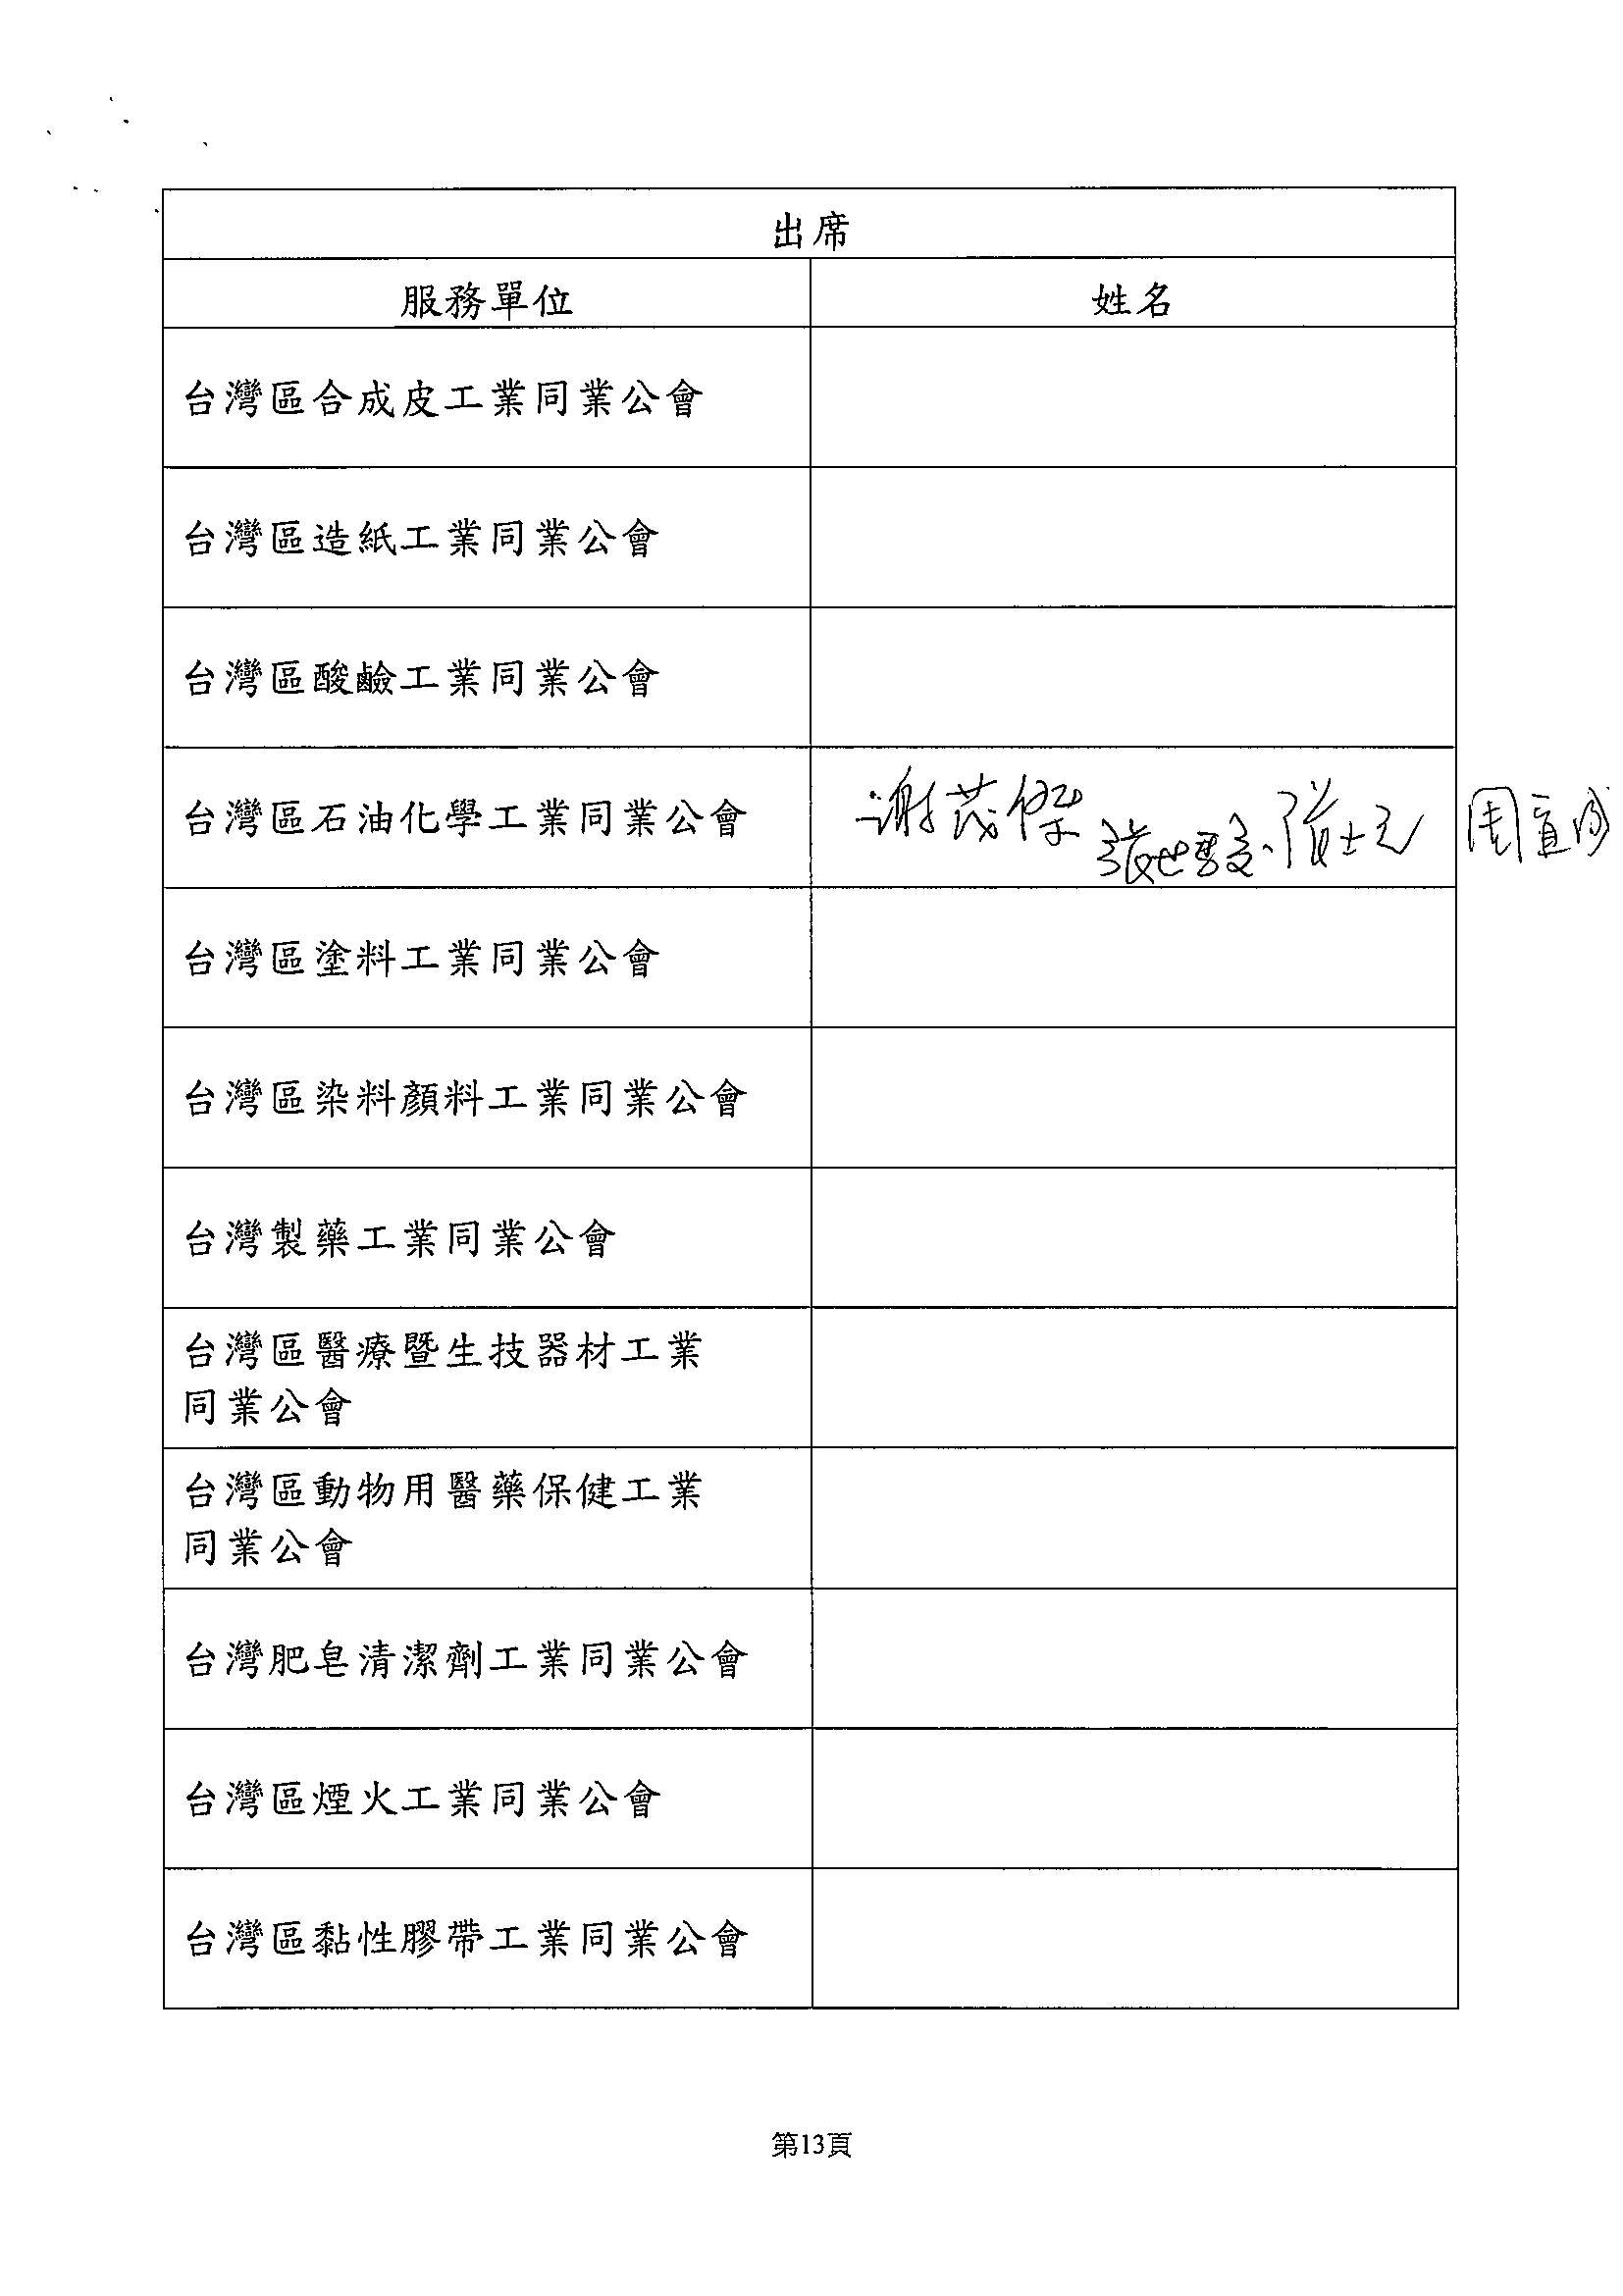 出席
服務單位 姓名
台灣區合成皮工業同業公會
台灣區造紙工業同業公會
台灣區酸鹼工業同業公會
台灣區石油化學工業同業公會 謝茂傑
台灣區塗料工業同業公會
台灣區染料顏料工業同業公會
台灣製藥工業同業公會
台灣區醫療暨生技器材工業
同業公會
台灣區動物用醫藥保健工業
同業公會
台灣肥皂清潔劑工業同業公會
台灣區煙火工業同業公會
台灣區黏性膠帶工業同業公會
第13頁